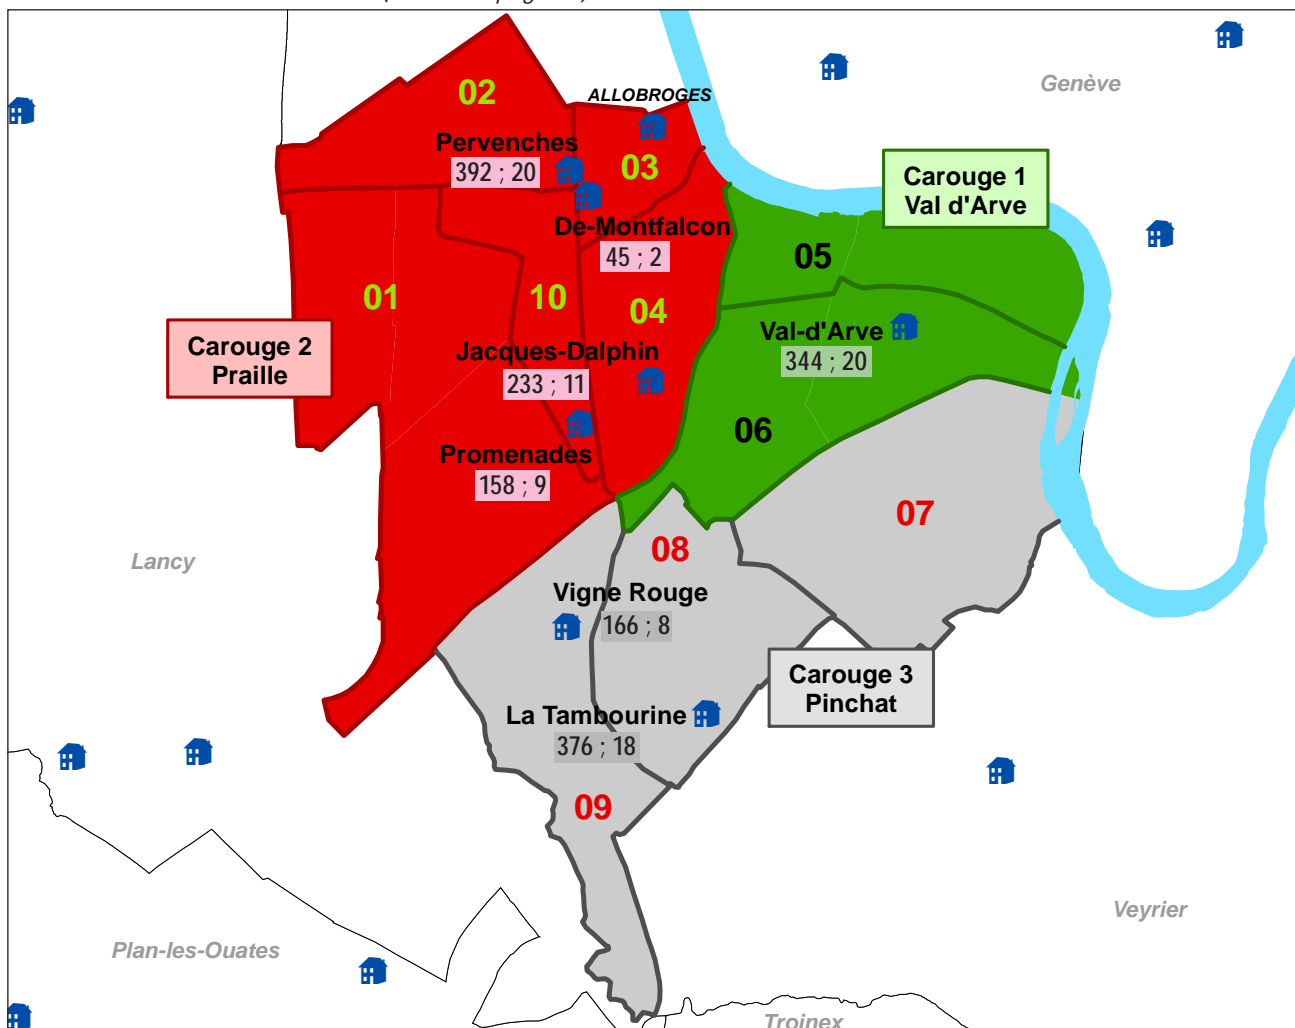 Genève
02
ALLOBROGES
Pervenches
392 ; 20
03
Carouge 1
Val d'Arve
De-Montfalcon
45 ; 2
05
01
10
04
Val-d'Arve
344 ; 20
Carouge 2
Praille
Jacques-Dalphin
233 ; 11
06
Promenades
158 ; 9
07
08
Lancy
Vigne Rouge
166 ; 8
Carouge 3
Pinchat
La Tambourine
376 ; 18
09
Veyrier
Plan-les-Ouates
Troinex